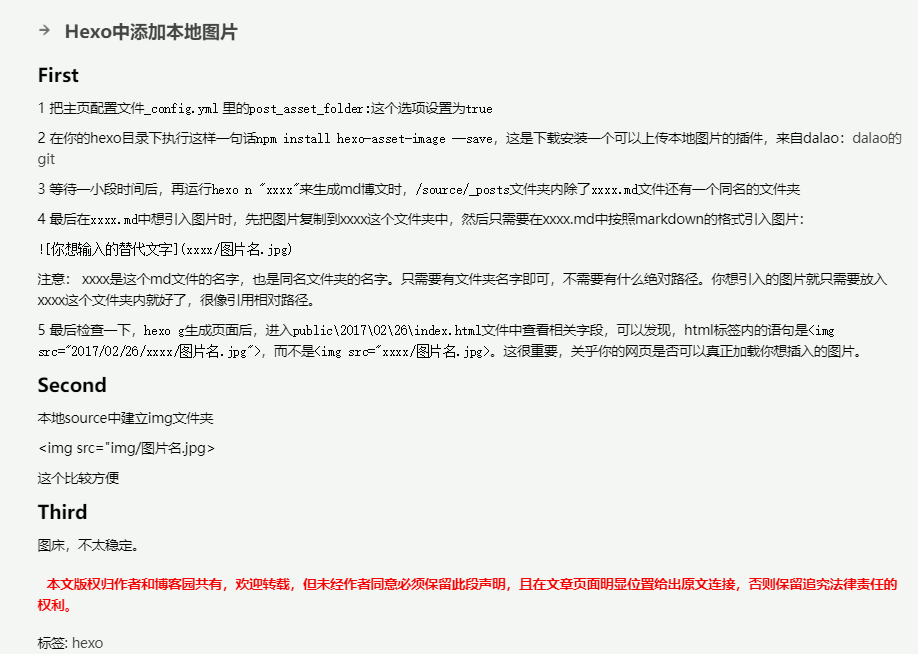 → Hexo中添加本地图片
First
1 把主页配置文件_config.yml 里的post_asset_folder:这个选项设置为true
2 在你的hexo目录下执行这样一句话npm install hexo-asset-image --save，这是下载安装一个可以上传本地图片的插件，来自dalao：dalao的
git
3 等待一小段时间后，再运行hexo n "xxxx"来生成md博文时，/source/_posts文件夹内除了xxxx.md文件还有一个同名的文件夹
4 最后在xxxx.md中想引入图片时，先把图片复制到xxxx这个文件夹中，然后只需要在xxxx.md中按照markdown的格式引入图片：
![你想输入的替代文字](xxxx/图片名.jpg)
注意： xxxx是这个md文件的名字，也是同名文件夹的名字。只需要有文件夹名字即可，不需要有什么绝对路径。你想引入的图片就只需要放入
xxxx这个文件夹内就好了，很像引用相对路径。
5 最后检查一下，hexo g生成页面后，进入public\2017\02\26\index.html文件中查看相关字段，可以发现，html标签内的语句是<img
src="2017/02/26/xxxx/图片名.jpg">，而不是<img src="xxxx/图片名.jpg>。这很重要，关乎你的网页是否可以真正加载你想插入的图片。
Second
本地source中建立img文件夹
<img src="img/图片名.jpg>
这个比较方便
Third
图床，不太稳定。
本文版权归作者和博客园共有，欢迎转载，但未经作者同意必须保留此段声明，且在文章页面明显位置给出原文连接，否则保留追究法律责任的
权利。
标签: hexo